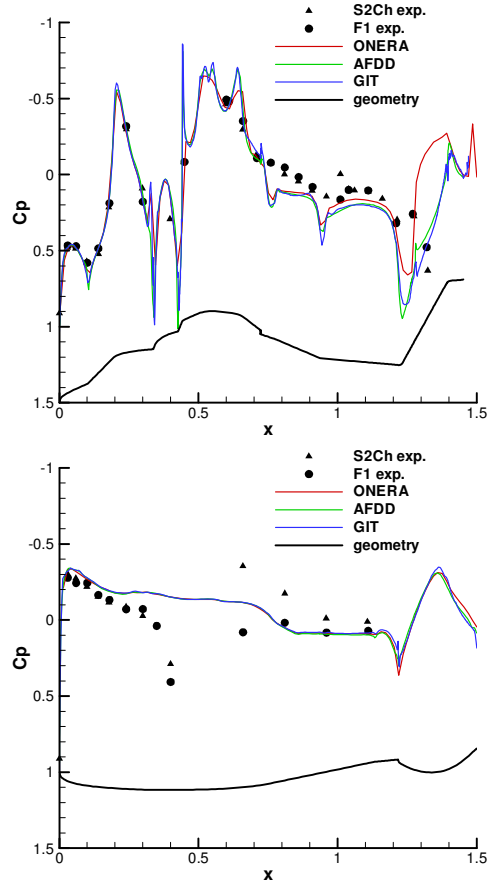 S2Ch exp.
F1 exp.
ONERA
AFDD
GIT
geometry
-1
-0.5
0
0.5
1
1.5
Cp
0
0.5
1
1.5
x
S2Ch exp.
F1 exp.
ONERA
AFDD
GIT
geometry
-1
-0.5
0
0.5
1
1.5
Cp
0
0.5
1
1.5
x